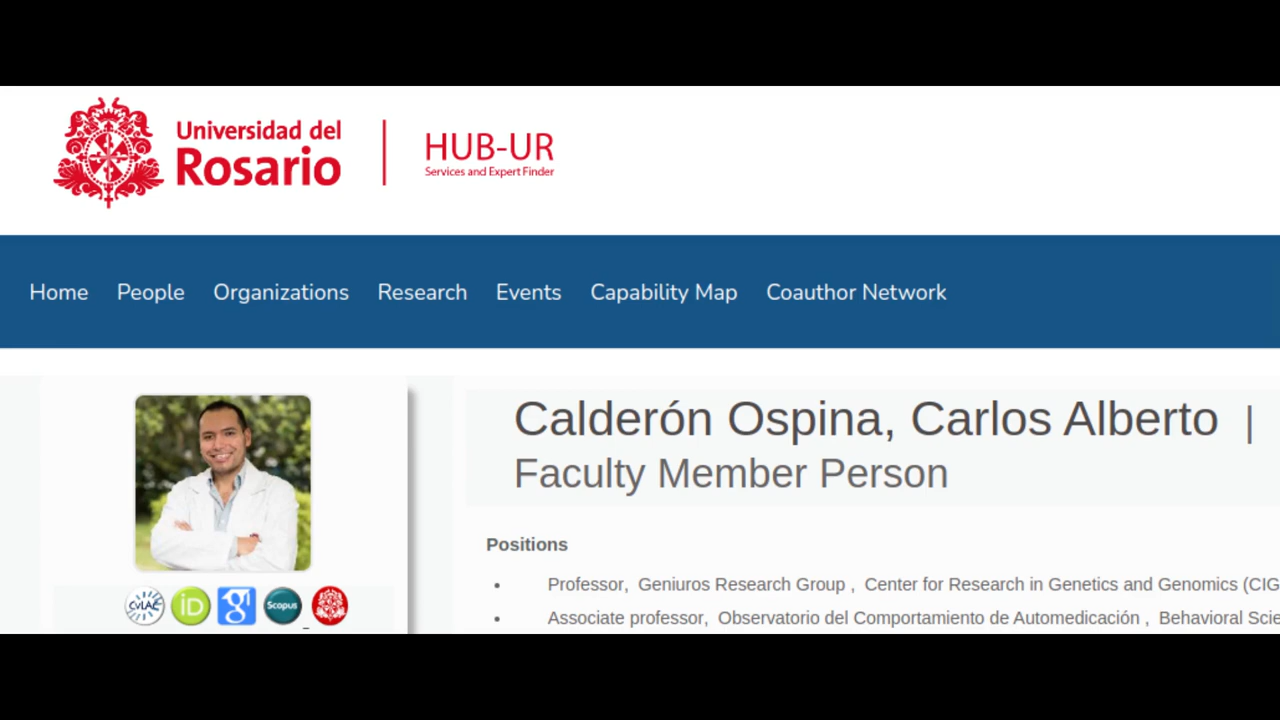 Universidad del
Rosario
HUB-UR
Services and Expert Finder
Home People Organizations Research Events Capability Map Coauthor Network
Calderón Ospina, Carlos Alberto |
Faculty Member Person
Positions
• Professor, Geniuros Research Group , Center for Research in Genetics and Genomics (CIG
• Associate professor, Observatorio del Comportamiento de Automedicación , Behavioral Scie
CvLAC iD g Scopus